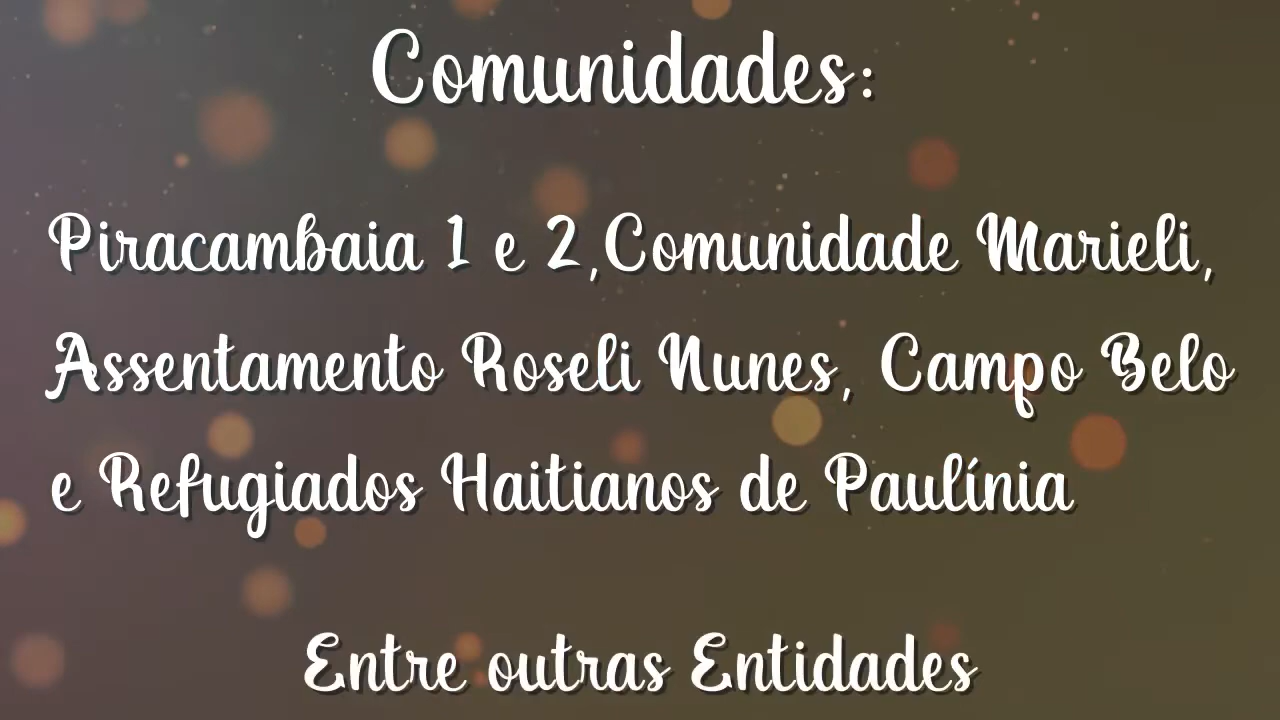 Comunidades:
Piracambaia 1 e 2,Comunidade Marieli,
Assentamento Roseli Nunes, Campo Belo
e Refugiados Haitianos de Paulínia
Entre outras Entidades